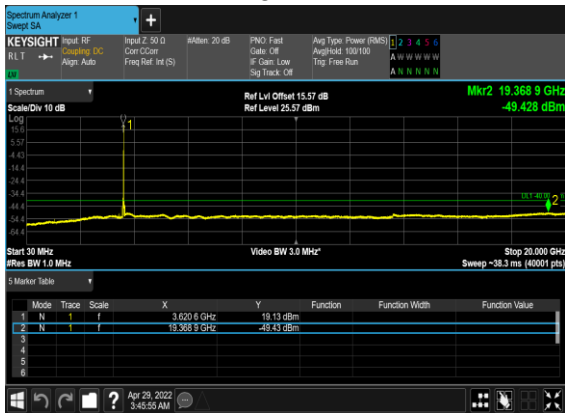 Spectrum Analyzer 1
Swept SA
KEYSIGHT Input: RF Input Z: 50 Ω #Atten: 20 dB PNO: Fast Avg Type: Power (RMS) 1 2 3 4 5 6
RLT Coupling: DC Corr CCorr Gate: Off Avg|Hold: 100/100 A W W W W W
Align: Auto Freq Ref: Int (S) IF Gain: Low Trig: Free Run
Sig Track: Off A N N N N N
1 Spectrum Ref Lvl Offset 15.57 dB Mkr2 19.368 9 GHz
Scale/Div 10 dB Ref Level 25.57 dBm -49.428 dBm
Log
15.6
5.57
-4.43
-14.4
-24.4
-34.4
-44.4
-54.4
-64.4
1
2
Start 30 MHz Video BW 3.0 MHz* Stop 20.000 GHz
#Res BW 1.0 MHz Sweep ~38.3 ms (40001 pts)
5 Marker Table
Mode Trace Scale X Y Function Function Width Function Value
1 N 1 f 3.620 6 GHz 19.13 dBm
2 N 1 f 19.368 9 GHz -49.43 dBm
3
4
5
6
? Apr 29, 2022
3:45:55 AM